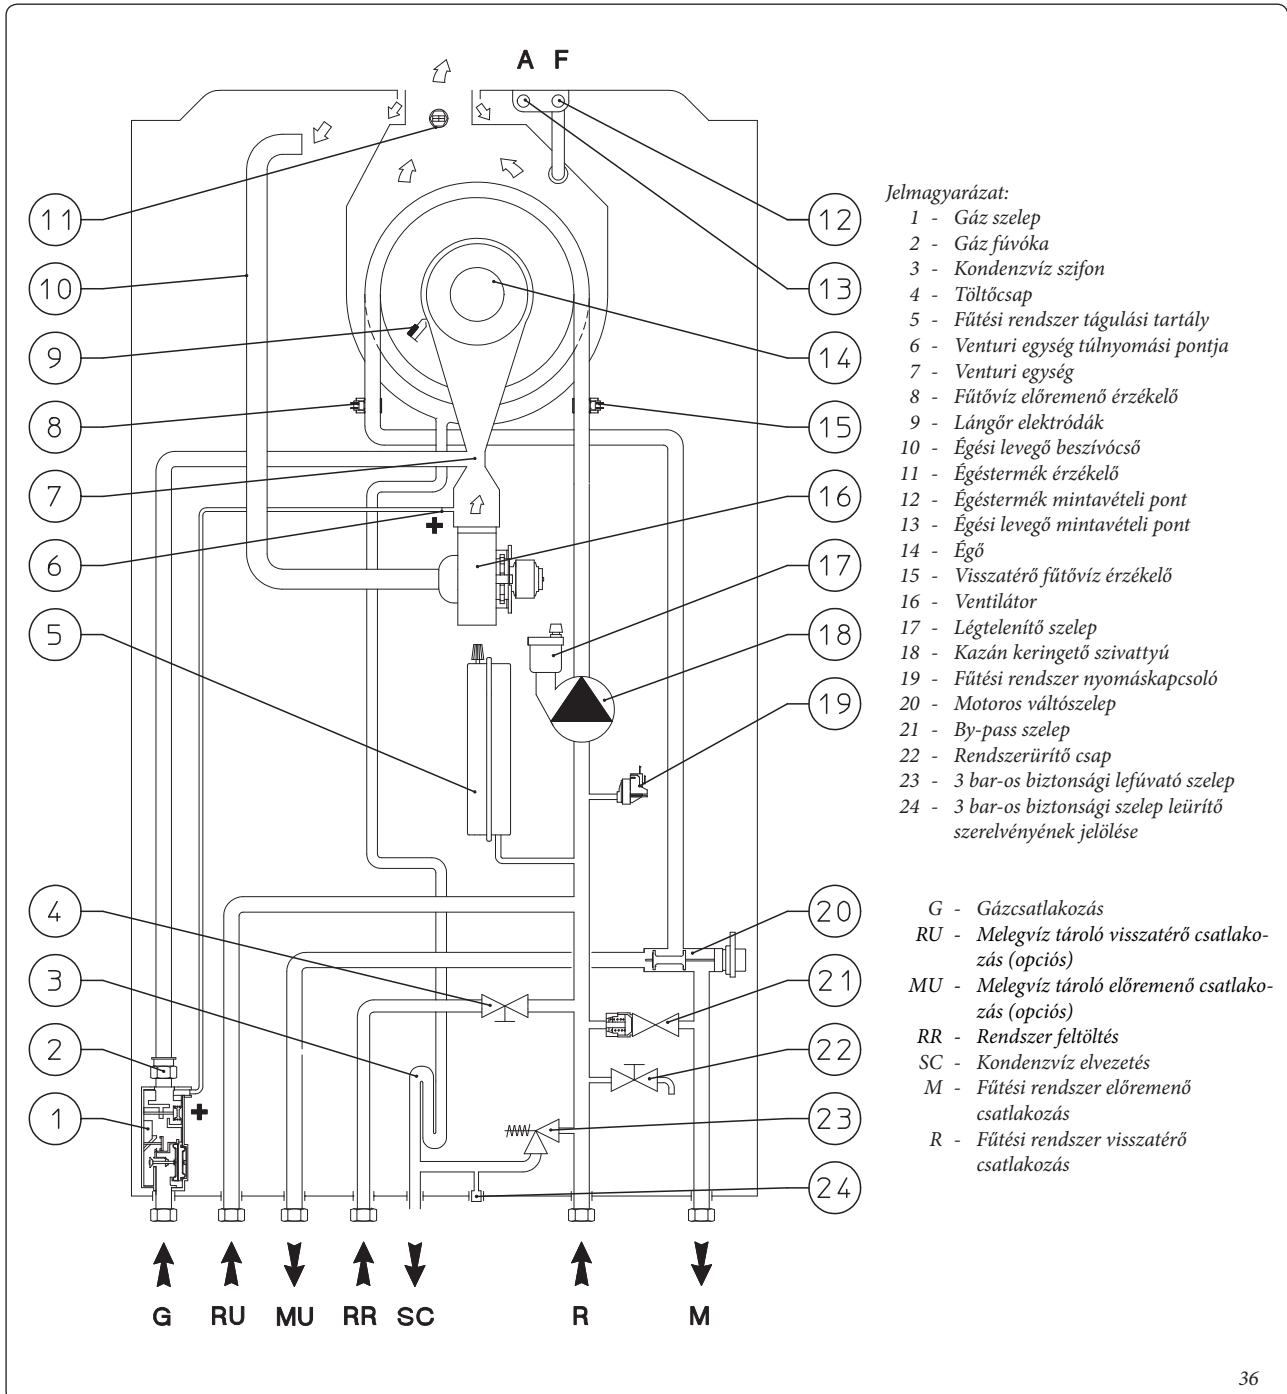 A F
11
10
9
8
7
6
5
4
3
2
1
12
13
14
15
16
17
18
19
20
21
22
23
24
+
+
G RU MU RR SC R M
Jelmagyarázat:
1 - Gáz szelep
2 - Gáz fúvóka
3 - Kondenzvíz szifon
4 - Töltőcsap
5 - Fűtési rendszer tágulási tartály
6 - Venturi egység túlnyomási pontja
7 - Venturi egység
8 - Fűtővíz előremenő érzékelő
9 - Lángőr elektródák
10 - Égési levegő beszívócső
11 - Égéstermék érzékelő
12 - Égéstermék mintavételi pont
13 - Égési levegő mintavételi pont
14 - Égő
15 - Visszatérő fűtővíz érzékelő
16 - Ventilátor
17 - Légtelenítő szelep
18 - Kazán keringető szivattyú
19 - Fűtési rendszer nyomáskapcsoló
20 - Motoros váltószelep
21 - By-pass szelep
22 - Rendszerürítő csap
23 - 3 bar-os biztonsági lefúvató szelep
24 - 3 bar-os biztonsági szelep leürítő
szerelvényének jelölése
G - Gázcsatlakozás
RU - Melegvíz tároló visszatérő csatlako-
zás (opciós)
MU - Melegvíz tároló előremenő csatlako-
zás (opciós)
RR - Rendszer feltöltés
SC - Kondenzvíz elvezetés
M - Fűtési rendszer előremenő
csatlakozás
R - Fűtési rendszer visszatérő
csatlakozás
36